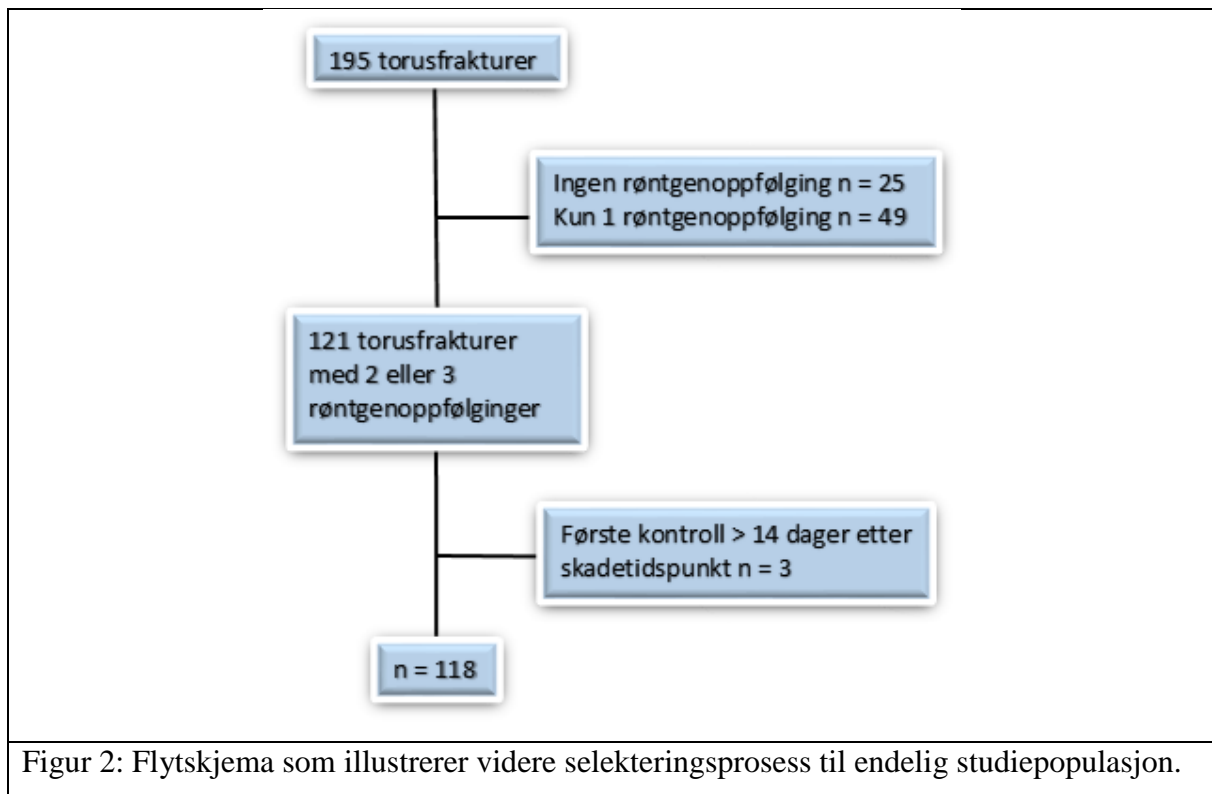 195 torusfrakturer
Ingen røntgenoppfølging n = 25
Kun 1 røntgenoppfølging n = 49
121 torusfrakturer
med 2 eller 3
røntgenoppfølginger
Første kontroll > 14 dager etter
skadetidspunkt n = 3
n = 118
Figur 2: Flytskjema som illustrerer videre selekteringsprosess til endelig studiepopulasjon.